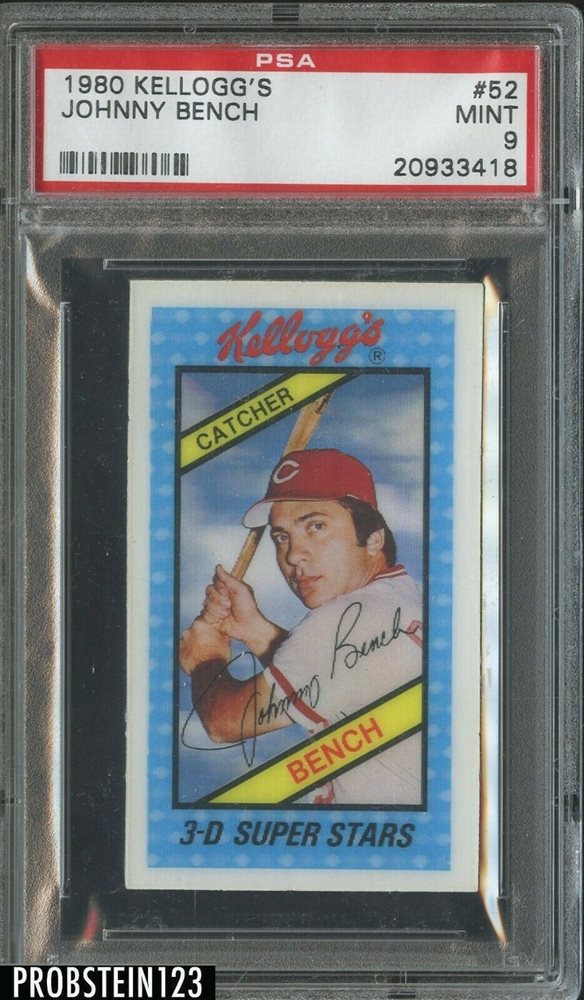 PSA
1980 KELLOGG'S #52
JOHNNY BENCH MINT
9
20933418
Kellogg's®
CATCHER
C
Johnny Bench
BENCH
3-D SUPER STARS
PROBSTEIN123